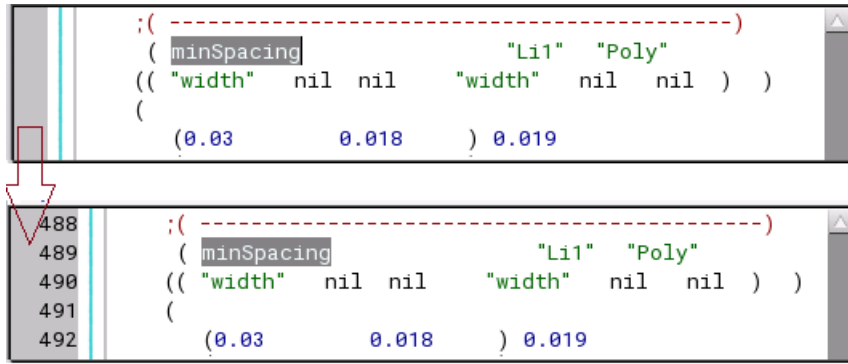 ;( --------------------------------------------)
( minSpacing "Li1" "Poly"
(( "width" nil nil "width" nil nil ) )
(
(0.03 0.018 ) 0.019
488 ;( --------------------------------------------)
489 ( minSpacing "Li1" "Poly"
490 (( "width" nil nil "width" nil nil ) )
491 (
492 (0.03 0.018 ) 0.019